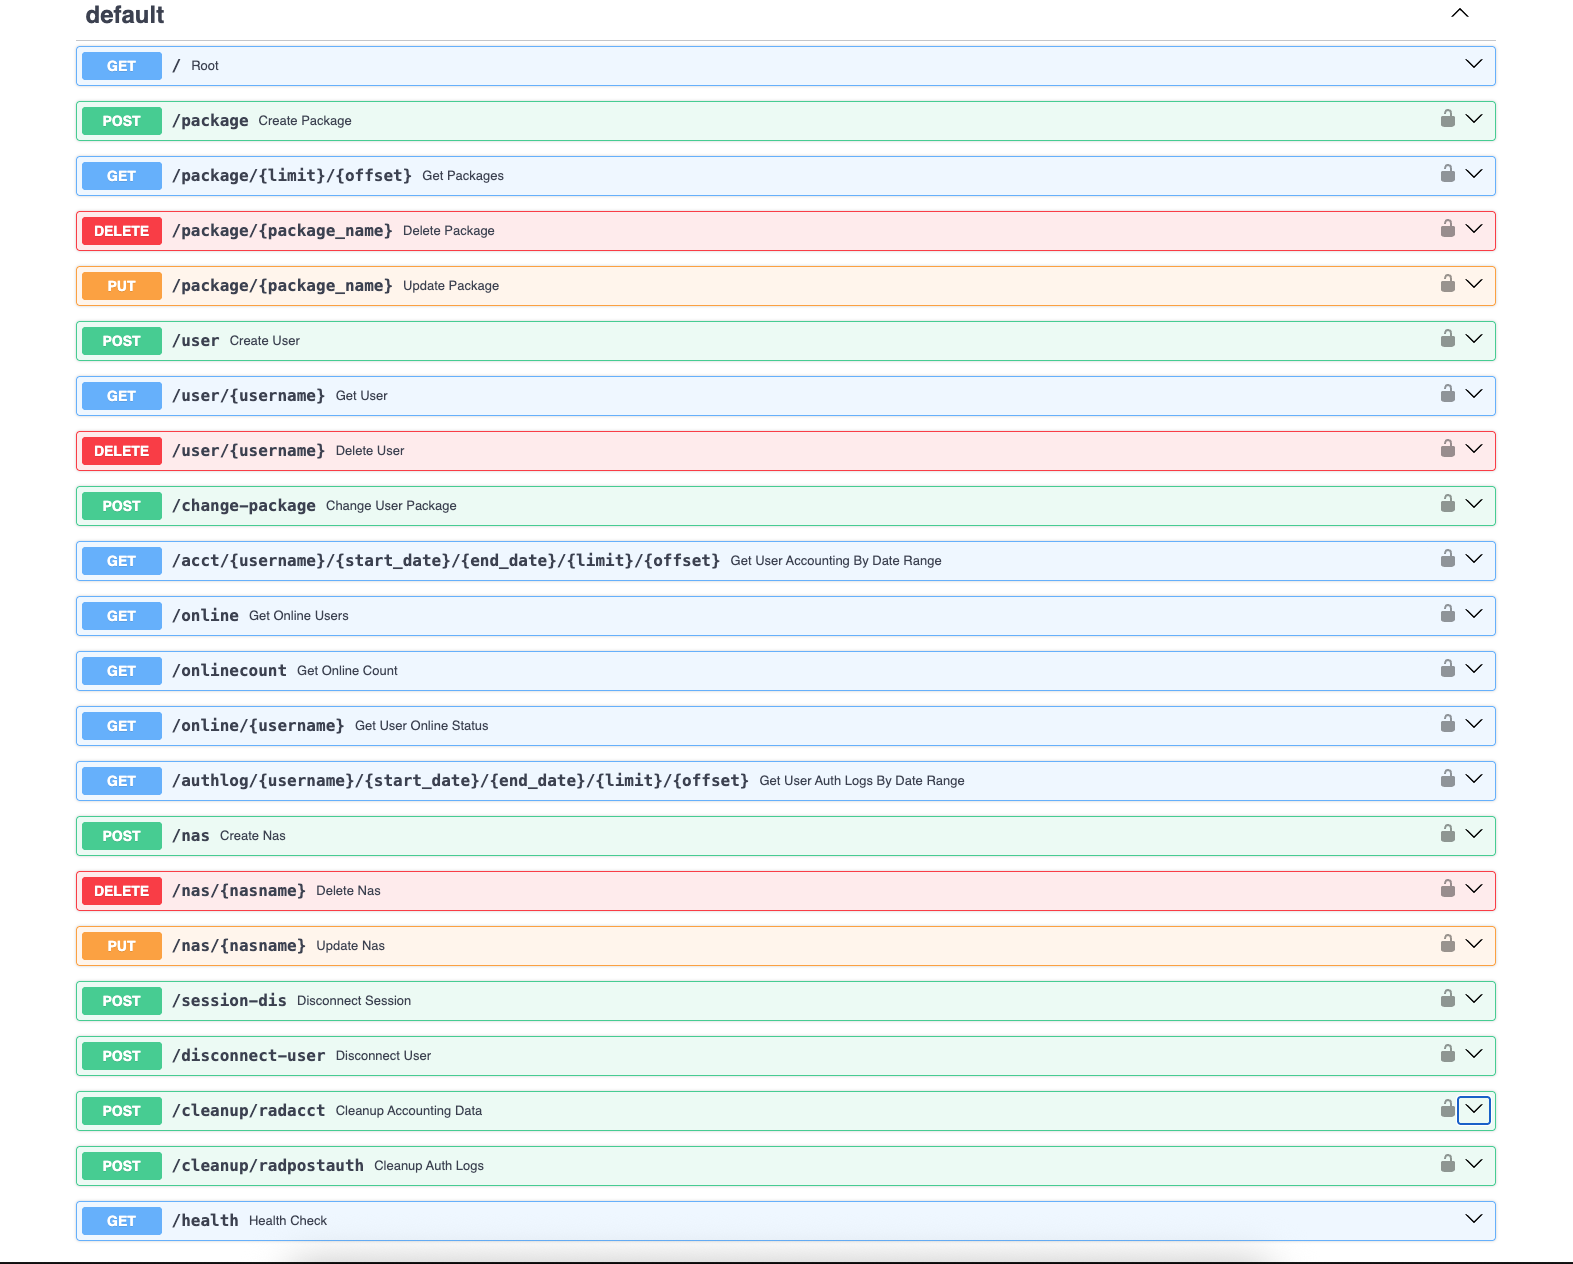 default
GET / Root
POST /package Create Package
GET /package/{limit}/{offset} Get Packages
DELETE /package/{package_name} Delete Package
PUT /package/{package_name} Update Package
POST /user Create User
GET /user/{username} Get User
DELETE /user/{username} Delete User
POST /change-package Change User Package
GET /acct/{username}/{start_date}/{end_date}/{limit}/{offset} Get User Accounting By Date Range
GET /online Get Online Users
GET /onlinecount Get Online Count
GET /online/{username} Get User Online Status
GET /authlog/{username}/{start_date}/{end_date}/{limit}/{offset} Get User Auth Logs By Date Range
POST /nas Create Nas
DELETE /nas/{nasname} Delete Nas
PUT /nas/{nasname} Update Nas
POST /session-dis Disconnect Session
POST /disconnect-user Disconnect User
POST /cleanup/radacct Cleanup Accounting Data
POST /cleanup/radpostauth Cleanup Auth Logs
GET /health Health Check